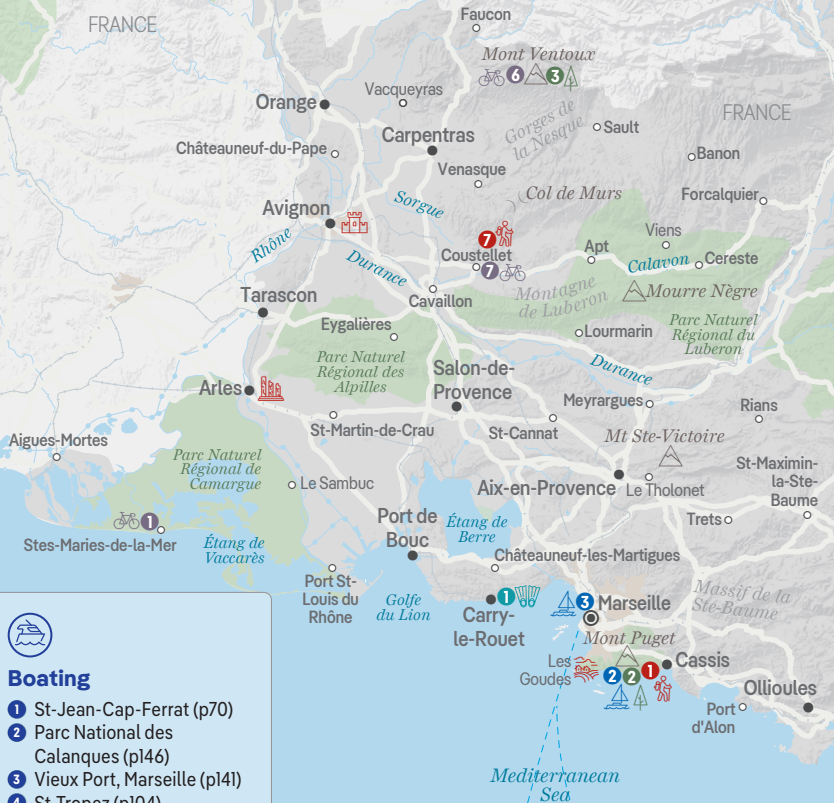 FRANCE
Faucon
Mont Ventoux
6
3
Vacqueyras
Orange
FRANCE
Gorges de
la Nesque
Sault
Carpentras
Châteauneuf-du-Pape
Banon
Venasque
Col de Murs
Forcalquier
Sorgue
Avignon
7
Viens
Rhône
Coustellet
Apt
Durance
7
Calavon
Cereste
Tarascon
Cavaillon
Montagne
de Luberon
Mourre Nègre
Eygalières
Lourmarin
Parc Naturel
Régional du
Luberon
Parc Naturel
Régional des
Alpilles
Salon-de-
Provence
Durance
Arles
Meyrargues
Rians
St-Martin-de-Crau
St-Cannat
Mt Ste-Victoire
Aigues-Mortes
Parc Naturel
Régional de
Camargue
St-Maximin-
la-Ste-
Baume
Le Sambuc
Aix-en-Provence
Le Tholonet
Port de
Bouc
Étang de
Berre
Trets
1
Stes-Maries-de-la-Mer
Étang de
Vaccarès
Châteauneuf-les-Martigues
Port St-
Louis du
Rhône
Golfe
du Lion
1
Carry-
le-Rouet
3
Marseille
Massif de la
Ste-Baume
Mont Puget
Les
Goudes
2
2
1
Cassis
Ollioules
Port
d'Alon
Mediterranean
Sea
Boating
1 St-Jean-Cap-Ferrat (p70)
2 Parc National des
Calanques (p146)
3 Vieux Port, Marseille (p141)
4 St-Tropez (p104)